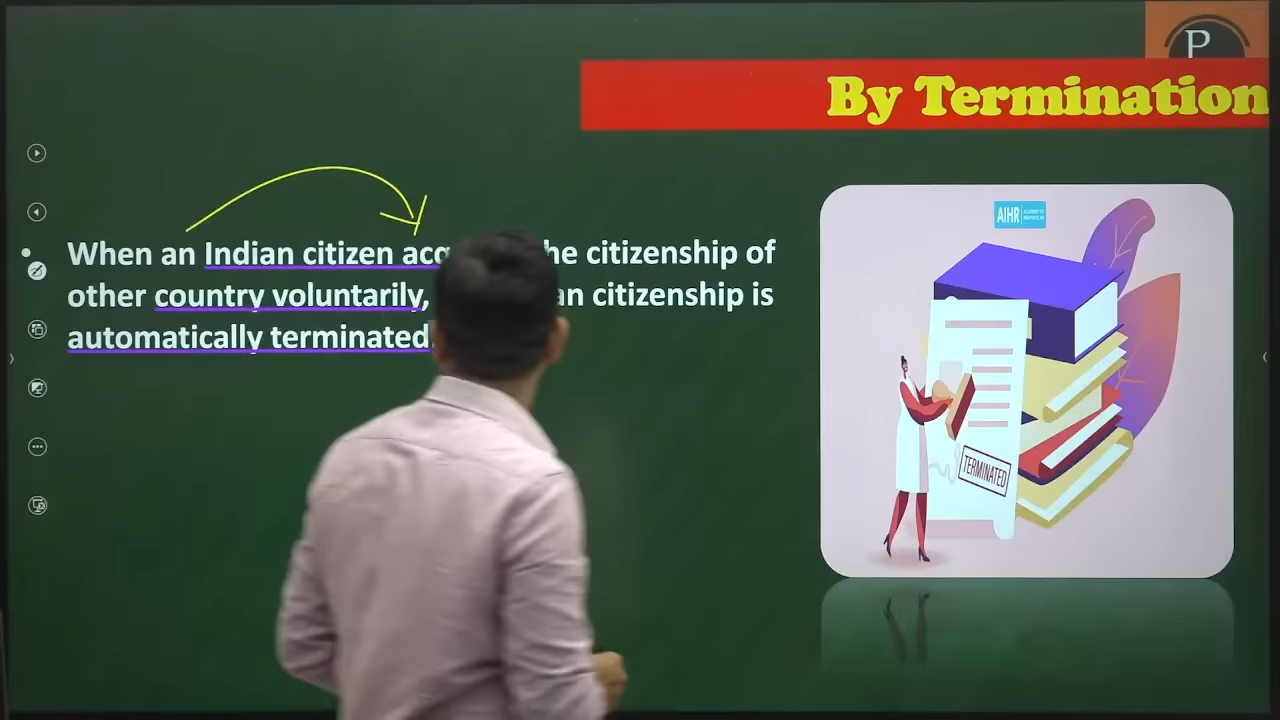 P
By Termination
AIHR
When an Indian citizen acq he citizenship of
other country voluntarily, an citizenship is
automatically terminated.
TERMINATED